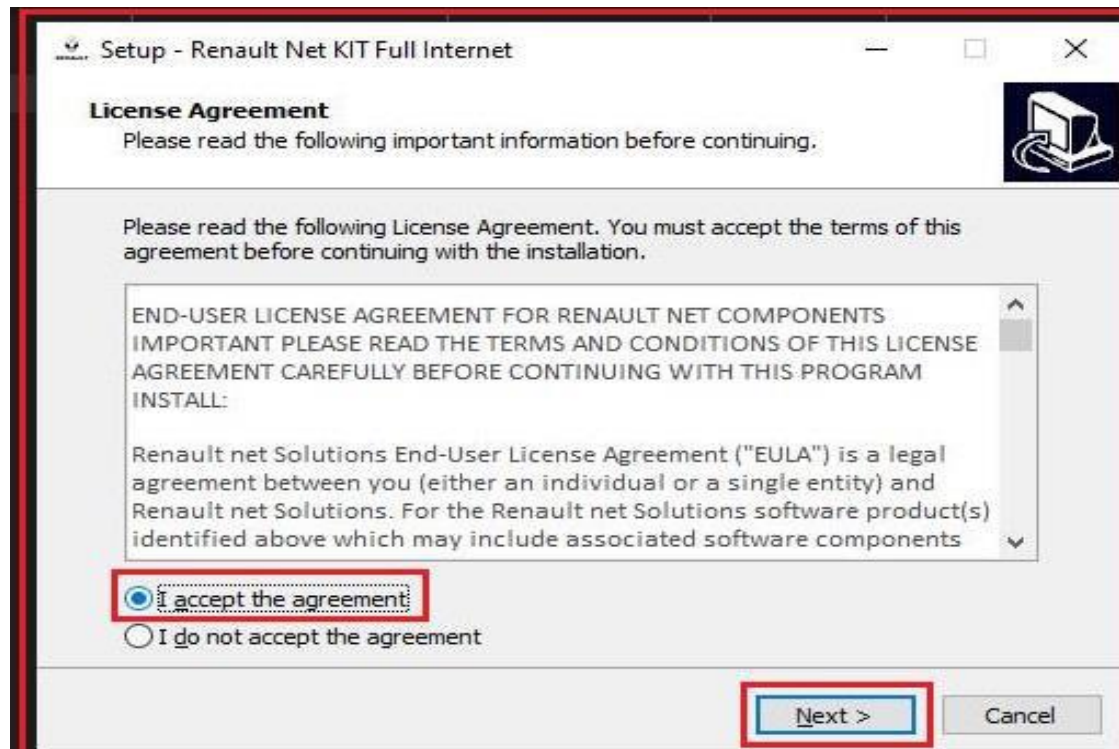 Setup - Renault Net KIT Full Internet
License Agreement
Please read the following important information before continuing.
Please read the following License Agreement. You must accept the terms of this
agreement before continuing with the installation.
END-USER LICENSE AGREEMENT FOR RENAULT NET COMPONENTS
IMPORTANT PLEASE READ THE TERMS AND CONDITIONS OF THIS LICENSE
AGREEMENT CAREFULLY BEFORE CONTINUING WITH THIS PROGRAM
INSTALL:
Renault net Solutions End-User License Agreement ("EULA") is a legal
agreement between you (either an individual or a single entity) and
Renault net Solutions. For the Renault net Solutions software product(s)
identified above which may include associated software components
I accept the agreement
I do not accept the agreement
Next >
Cancel